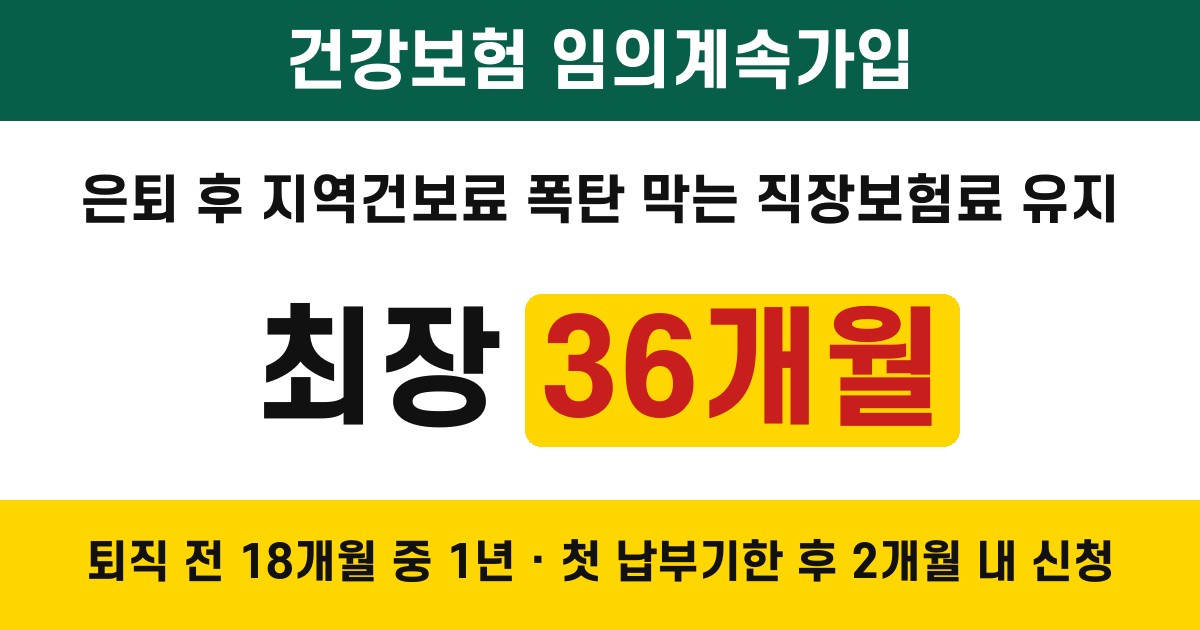 건강보험 임의계속가입
은퇴 후 지역건보료 폭탄 막는 직장보험료 유지
최장 36개월
퇴직 전 18개월 중 1년 · 첫 납부기한 후 2개월 내 신청